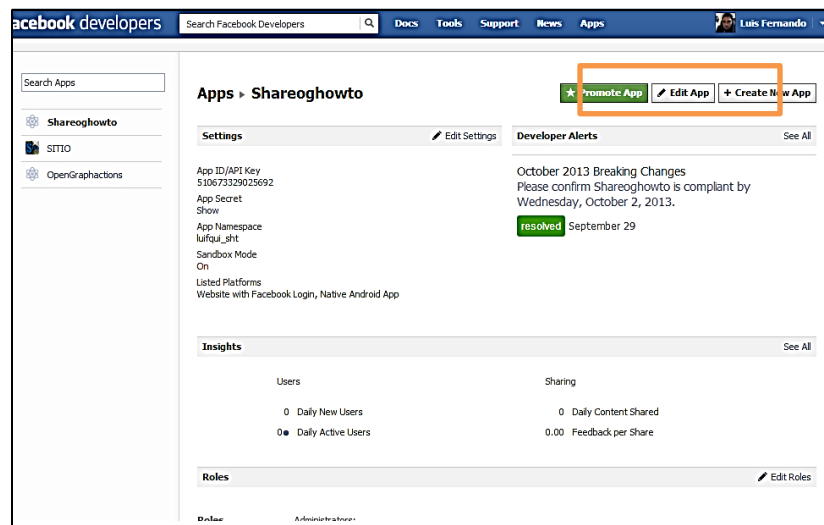 acebook developers
Search Facebook Developers
Docs Tools Support News Apps
Luis Fernando
Search Apps
Shareoghowto
SITIO
OpenGraphactions
Apps ▸ Shareoghowto
Promote App
Edit App
+ Create New App
Settings
Edit Settings
App ID/API Key
510673329025692
App Secret
Show
App Namespace
luifqui_sht
Sandbox Mode
On
Listed Platforms
Website with Facebook Login, Native Android App
Developer Alerts
See All
October 2013 Breaking Changes
Please confirm Shareoghowto is compliant by
Wednesday, October 2, 2013.
resolved September 29
Insights
See All
Users
0 Daily New Users
0 Daily Active Users
Sharing
0 Daily Content Shared
0.00 Feedback per Share
Roles
Edit Roles
Roles
Administrators: